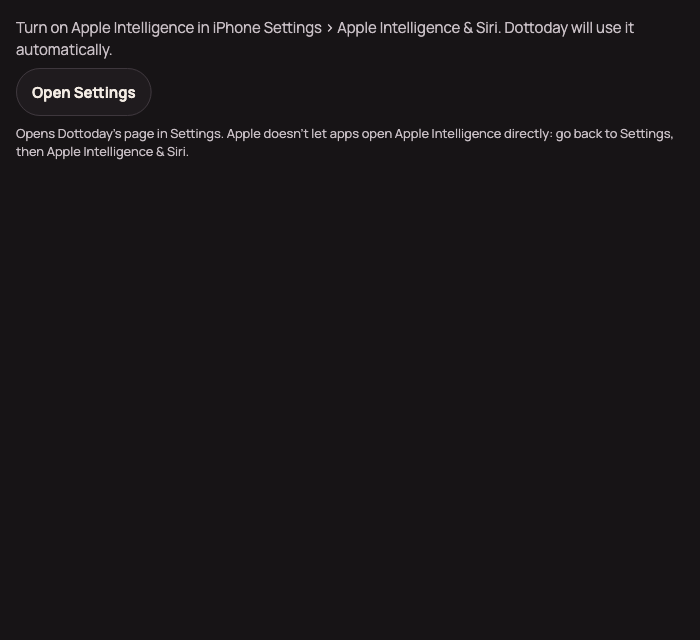 Turn on Apple Intelligence in iPhone Settings › Apple Intelligence & Siri. Dottoday will use it
automatically.
Open Settings
Opens Dottoday's page in Settings. Apple doesn't let apps open Apple Intelligence directly: go back to Settings,
then Apple Intelligence & Siri.